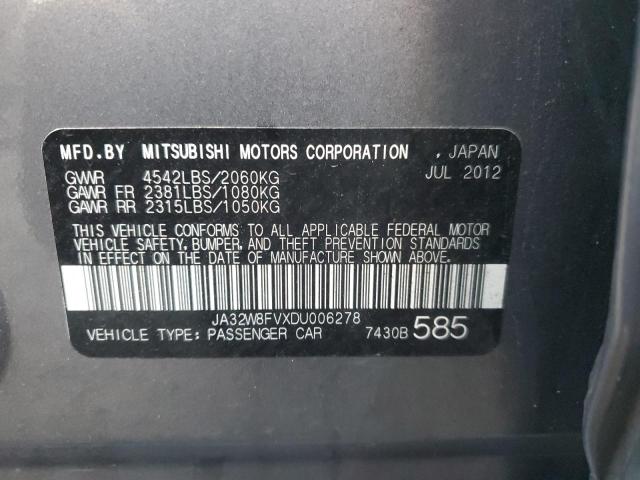 MFD.BY MITSUBISHI MOTORS CORPORATION , JAPAN
JUL 2012
GVWR 4542LBS/2060KG
GAWR FR 2381LBS/1080KG
GAWR RR 2315LBS/1050KG
THIS VEHICLE CONFORMS TO ALL APPLICABLE FEDERAL MOTOR
VEHICLE SAFETY, BUMPER, AND THEFT PREVENTION STANDARDS
IN EFFECT ON THE DATE OF MANUFACTURE SHOWN ABOVE.
JA32W8FVXDU006278
VEHICLE TYPE: PASSENGER CAR 7430B 585